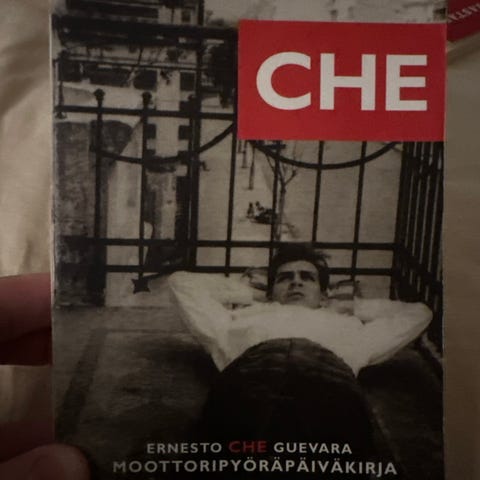 CHE
ERNESTO CHE GUEVARA
MOOTTORIPYÖRÄPÄIVÄKIRJA